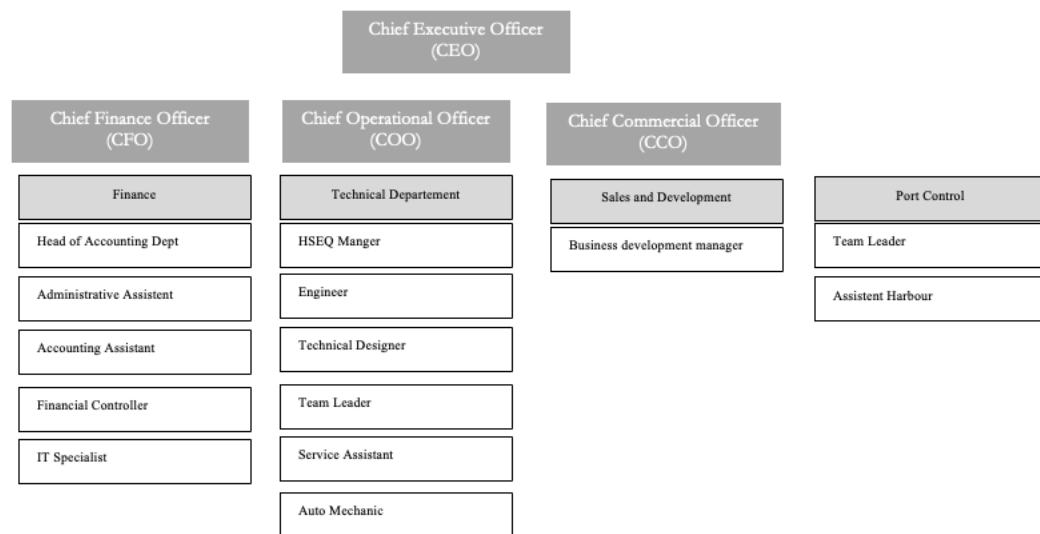 Chief Executive Officer
(CEO)
Chief Finance Officer
(CFO)
Chief Operational Officer
(COO)
Chief Commercial Officer
(CCO)
Finance
Head of Accounting Dept
Administrative Assistent
Accounting Assistant
Financial Controller
IT Specialist
Technical Departement
HSEQ Manger
Engineer
Technical Designer
Team Leader
Service Assistant
Auto Mechanic
Sales and Development
Business development manager
Port Control
Team Leader
Assistent Harbour